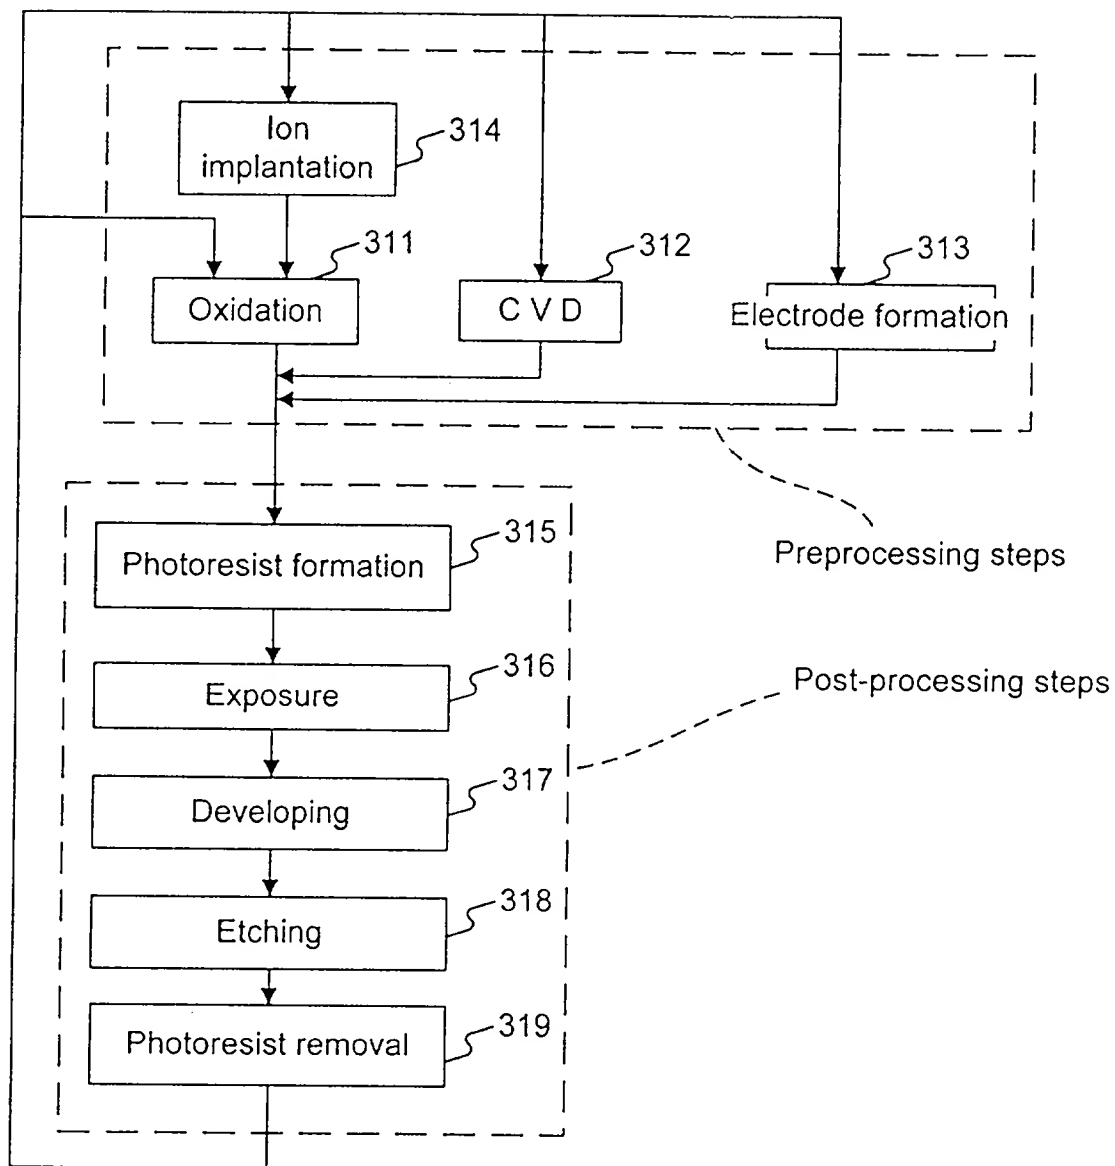 Ion
implantation
314
311
Oxidation
312
C V D
313
Electrode formation
Preprocessing steps
315
Photoresist formation
316
Exposure
Post-processing steps
317
Developing
318
Etching
319
Photoresist removal